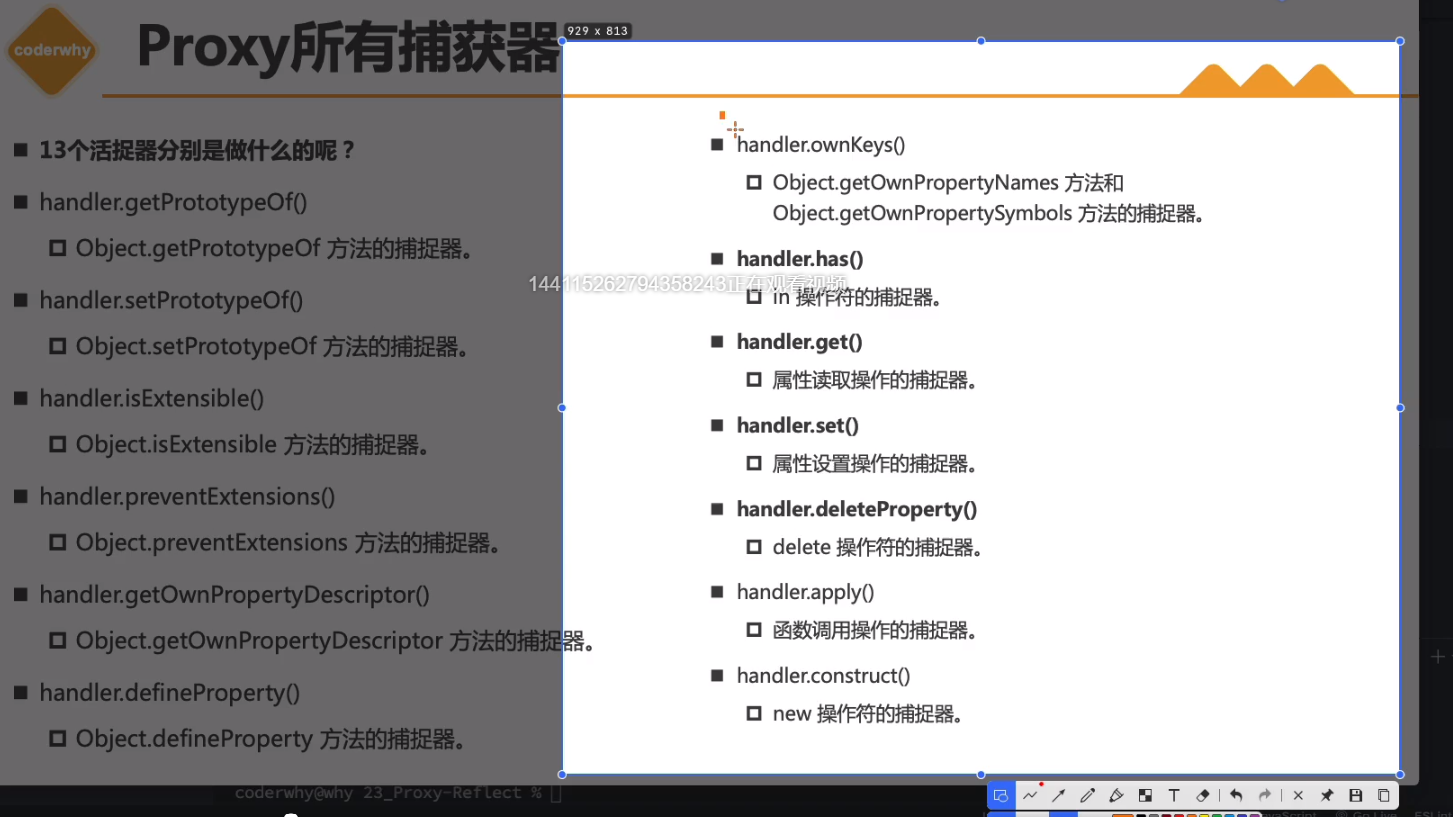 coderwhy
Proxy所有捕获器
929 x 813
13个活捉器分别是做什么的呢？
handler.getPrototypeOf()
Object.getPrototypeOf 方法的捕捉器。
handler.setPrototypeOf()
Object.setPrototypeOf 方法的捕捉器。
handler.isExtensible()
Object.isExtensible 方法的捕捉器。
handler.preventExtensions()
Object.preventExtensions 方法的捕捉器。
handler.getOwnPropertyDescriptor()
Object.getOwnPropertyDescriptor 方法的捕捉器。
handler.defineProperty()
Object.defineProperty 方法的捕捉器。
handler.ownKeys()
Object.getOwnPropertyNames 方法和
Object.getOwnPropertySymbols 方法的捕捉器。
handler.has()
144115262794358243正在观看视频
in 操作符的捕捉器。
handler.get()
属性读取操作的捕捉器。
handler.set()
属性设置操作的捕捉器。
handler.deleteProperty()
delete 操作符的捕捉器。
handler.apply()
函数调用操作的捕捉器。
handler.construct()
new 操作符的捕捉器。
coderwhy@why 23_Proxy-Reflect %
T